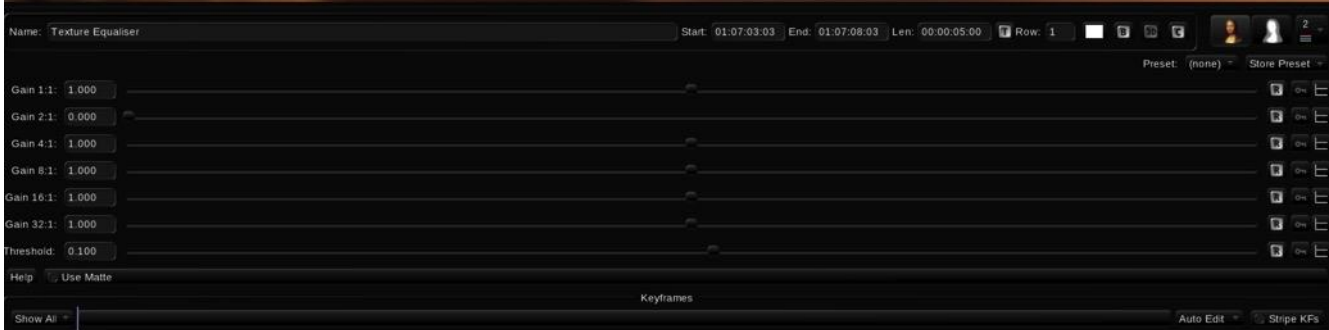 Name: Texture Equaliser Start: 01:07:03:03 End: 01:07:08:03 Len: 00:00:05:00 Row: 1 2
Preset: (none) Store Preset
Gain 1:1: 1.000 R
Gain 2:1: 0.000 R
Gain 4:1: 1.000 R
Gain 8:1: 1.000 R
Gain 16:1: 1.000 R
Gain 32:1: 1.000 R
Threshold: 0.100 R
Help Use Matte
Keyframes
Show All Auto Edit Stripe KFs